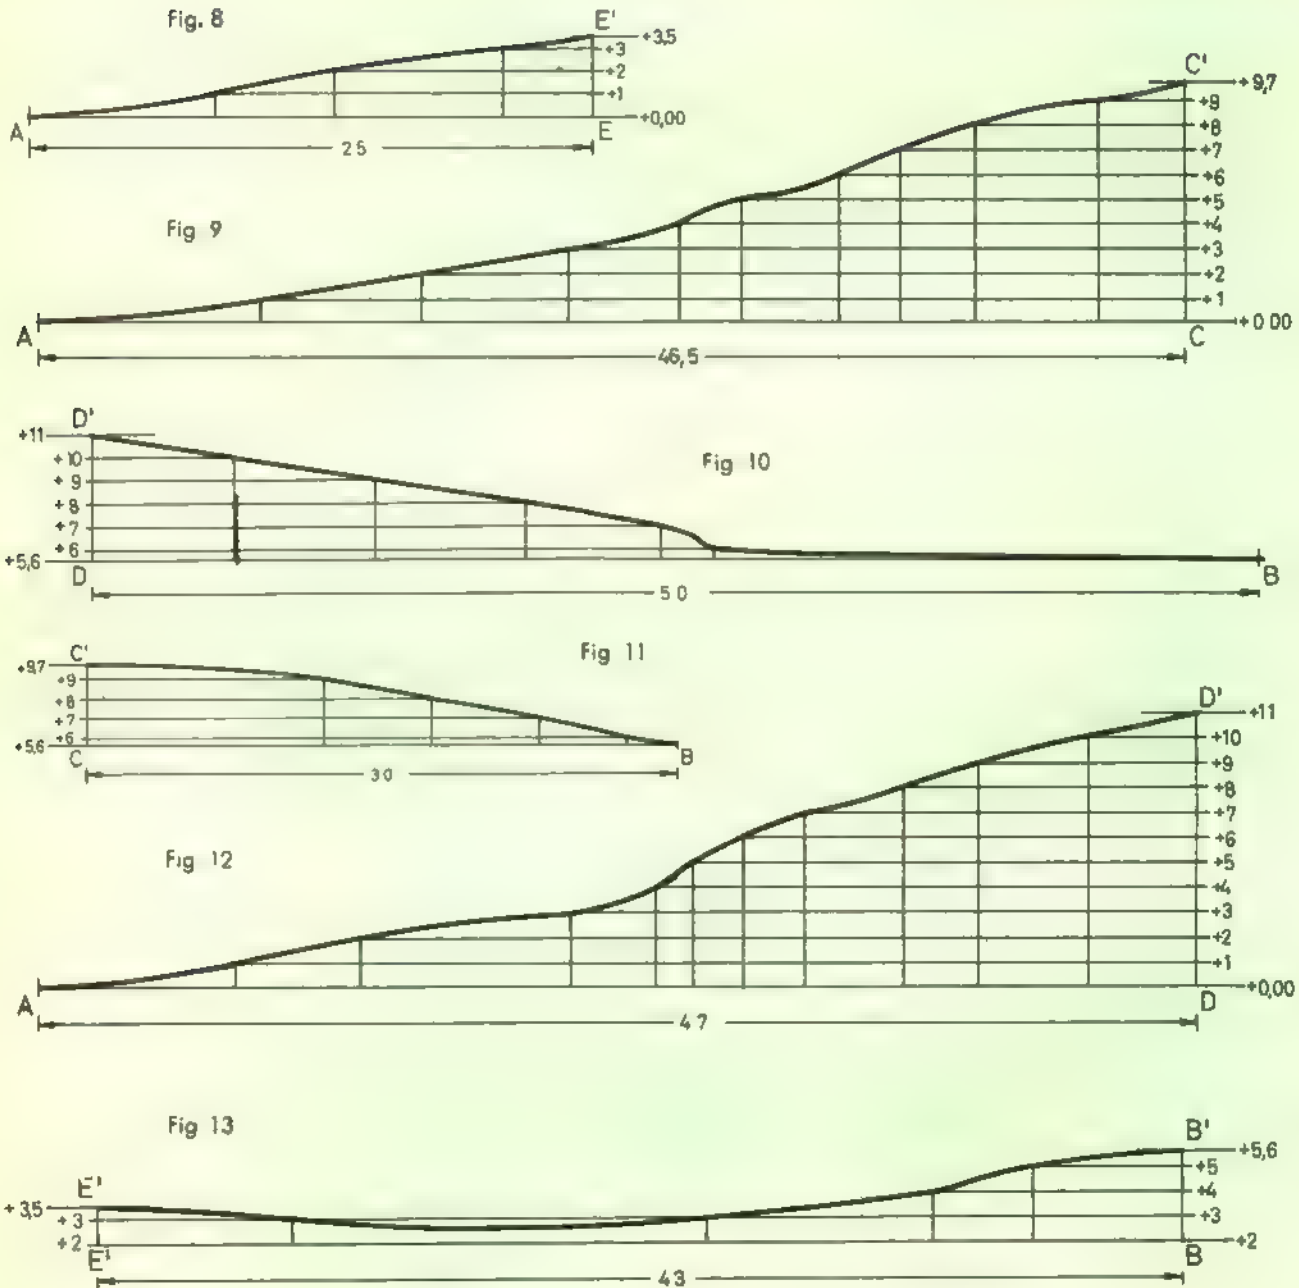 Fig. 8
E'
+3,5
+3
+2
+1
+0,00
A
E
25
C'
+9,7
+9
+8
+7
+6
+5
+4
+3
+2
+1
+0 00
Fig 9
A
C
46,5
D'
+11
+10
+9
+8
+7
+6
+5,6
D
Fig 10
B
50
Fig 11
C'
+9,7
+9
+8
+7
+6
+5,6
C
B
30
D'
+11
+10
+9
+8
+7
+6
+5
+4
+3
+2
+1
+0,00
Fig 12
A
D
47
Fig 13
B'
+5,6
+5
+4
+3
+2
E'
+3,5
+3
+2
E'
B
43